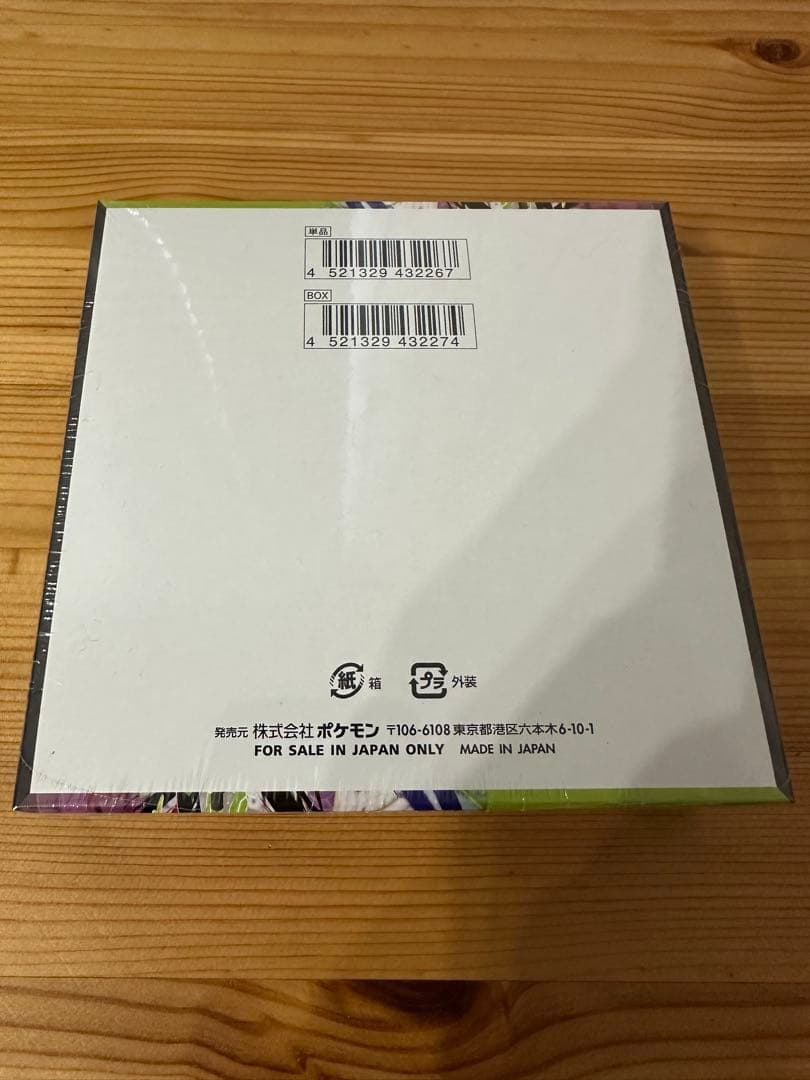 単品
4 521329 432267
BOX
4 521329 432274
紙 箱 プラ 外装
発売元 株式会社 ポケモン 〒106-6108 東京都港区六本木6-10-1
FOR SALE IN JAPAN ONLY MADE IN JAPAN